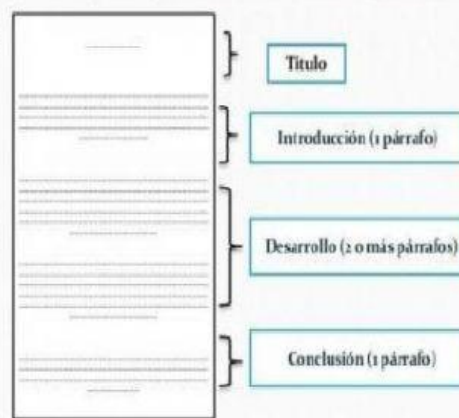 Titulo
Introducción (1 párrafo)
Desarrollo (2 o más párrafos)
Conclusión (1 párrafo)